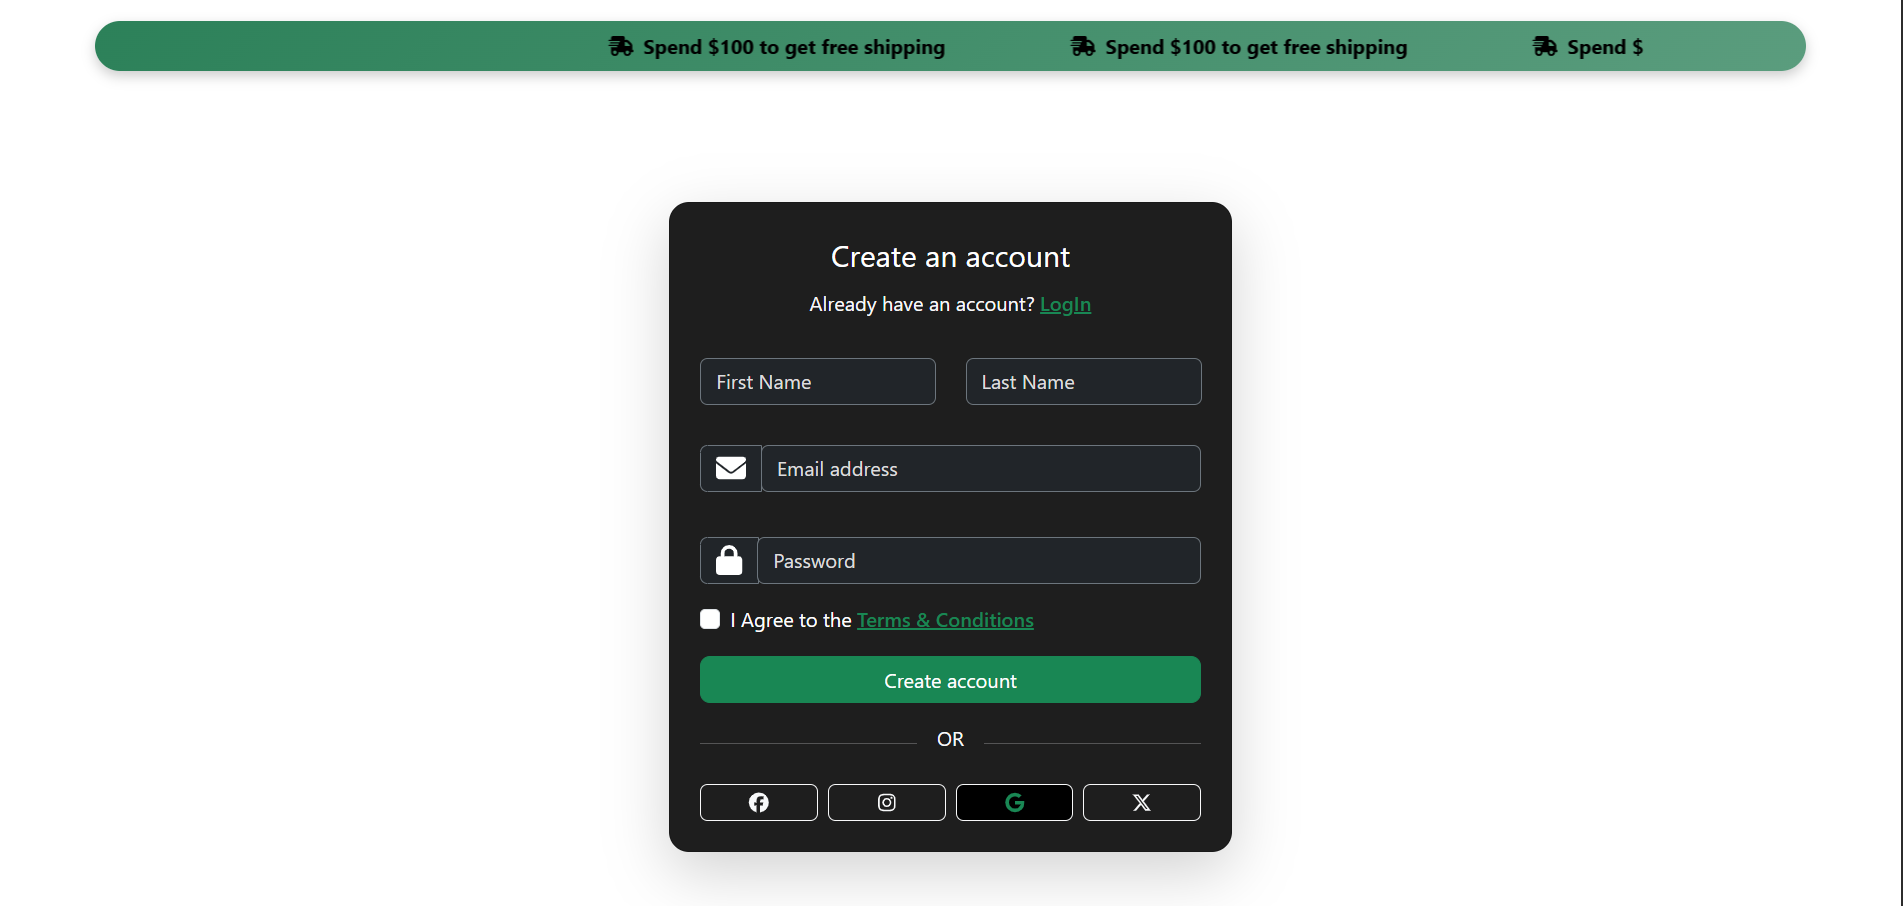 Spend $100 to get free shipping Spend $100 to get free shipping Spend $
Create an account
Already have an account? LogIn
First Name Last Name
Email address
Password
I Agree to the Terms & Conditions
Create account
OR